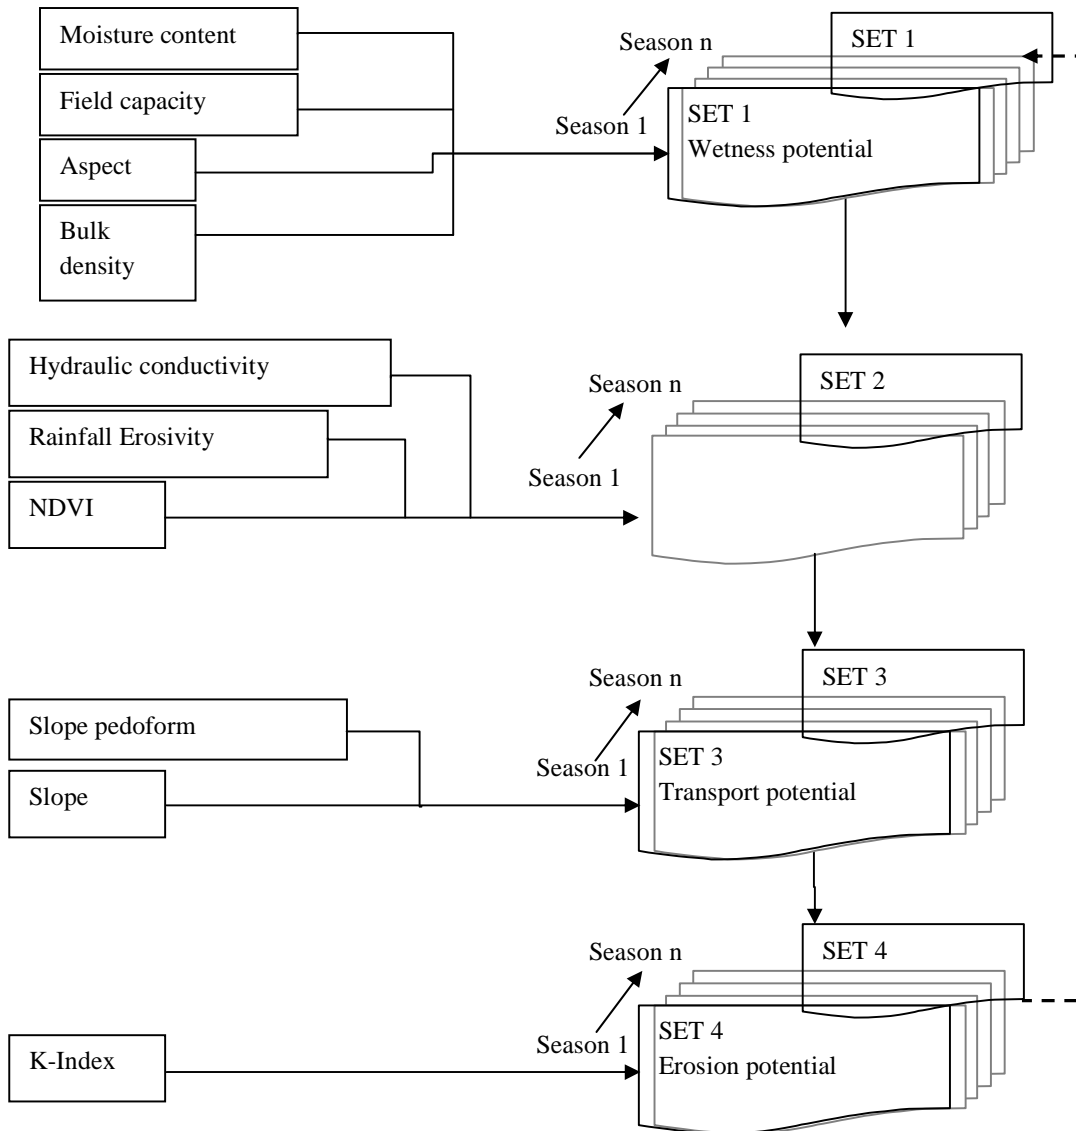 Moisture content
Field capacity
Aspect
Bulk
density
Season n
Season 1
SET 1
SET 1
Wetness potential
Hydraulic conductivity
Rainfall Erosivity
NDVI
Season n
Season 1
SET 2
Slope pedoform
Slope
Season n
Season 1
SET 3
SET 3
Transport potential
K-Index
Season n
Season 1
SET 4
SET 4
Erosion potential